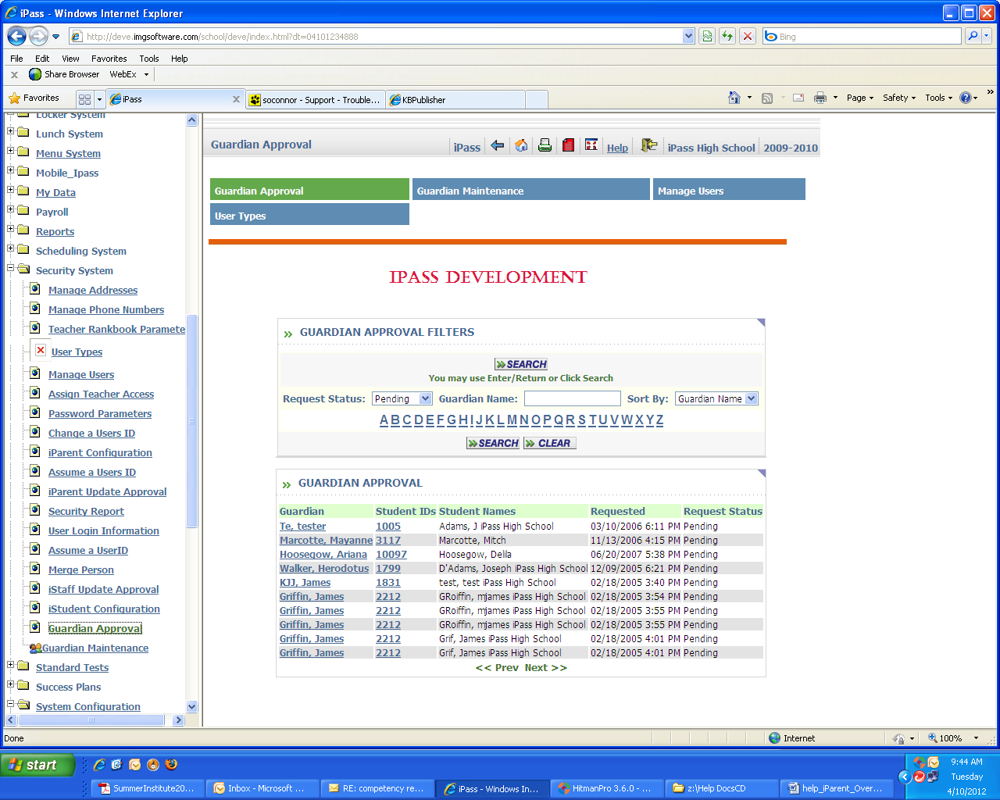 iPass - Windows Internet Explorer
http://deve.imgsoftware.com/school/deve/index.html?dt=04101234888
Bing
File Edit View Favorites Tools Help
x Share Browser WebEx
Favorites
iPass
soconnor - Support - Trouble...
KBPublisher
Page Safety Tools
Locker System
Lunch System
Menu System
Mobile_Ipass
My Data
Payroll
Reports
Scheduling System
Security System
Manage Addresses
Manage Phone Numbers
Teacher Rankbook Paramete
User Types
Manage Users
Assign Teacher Access
Password Parameters
Change a Users ID
iParent Configuration
Assume a Users ID
iParent Update Approval
Security Report
User Login Information
Assume a UserID
Merge Person
iStaff Update Approval
iStudent Configuration
Guardian Approval
Guardian Maintenance
Standard Tests
Success Plans
System Configuration
Guardian Approval
iPass Help iPass High School 2009-2010
Guardian Approval Guardian Maintenance Manage Users
User Types
IPASS DEVELOPMENT
GUARDIAN APPROVAL FILTERS
SEARCH
You may use Enter/Return or Click Search
Request Status: Pending Guardian Name: Sort By: Guardian Name
A B C D E F G H I J K L M N O P Q R S T U V W X Y Z
SEARCH CLEAR
GUARDIAN APPROVAL
Guardian Student IDs Student Names Requested Request Status
Te, tester 1005 Adams, J iPass High School 03/10/2006 6:11 PM Pending
Marcotte, Mayanne 3117 Marcotte, Mitch 11/13/2006 4:15 PM Pending
Hoosegow, Ariana 10097 Hoosegow, Delila 06/20/2007 5:38 PM Pending
Walker, Herodotus 1799 D'Adams, Joseph iPass High School 12/09/2005 6:21 PM Pending
KJJ, James 1831 test, test iPass High School 02/18/2005 3:40 PM Pending
Griffin, James 2212 GRoiffin, mjames iPass High School 02/18/2005 3:54 PM Pending
Griffin, James 2212 GRoiffin, mjames iPass High School 02/18/2005 3:55 PM Pending
Griffin, James 2212 GRoiffin, mjames iPass High School 02/18/2005 3:55 PM Pending
Griffin, James 2212 Grif, James iPass High School 02/18/2005 4:01 PM Pending
Griffin, James 2212 Grif, James iPass High School 02/18/2005 4:01 PM Pending
<< Prev Next >>
Done Internet 100%
start
SummerInstitute20...
Inbox - Microsoft ...
RE: competency re...
iPass - Windows In...
HitmanPro 3.6.0 - ...
z:\Help DocsCD
help_iParent_Over...
9:44 AM
Tuesday
4/10/2012